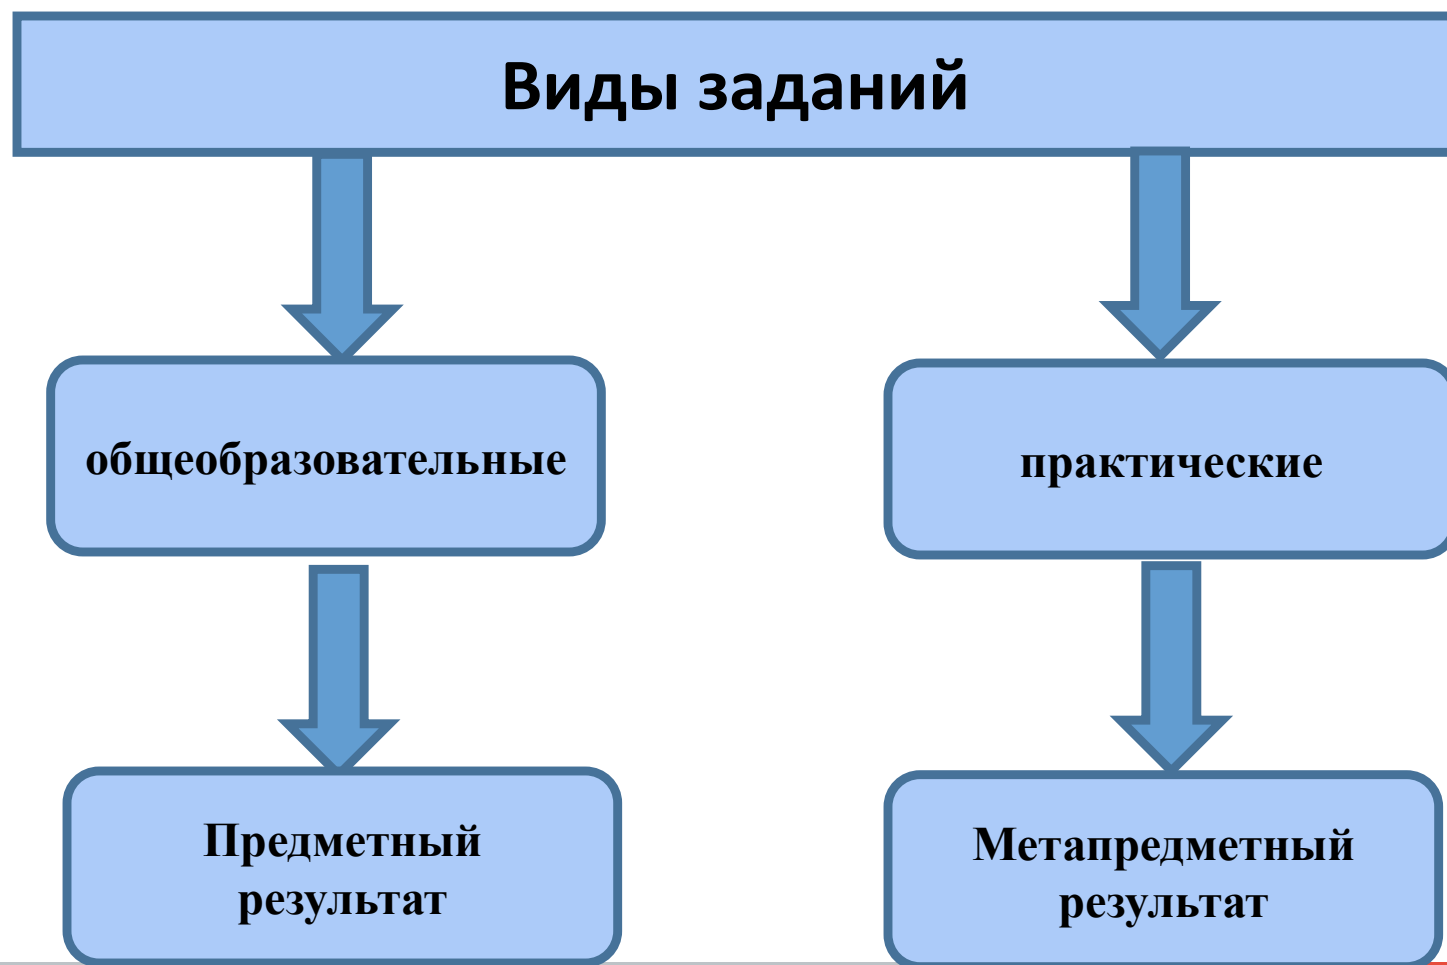 Виды заданий
общеобразовательные
практические
Предметный
результат
Метапредметный
результат